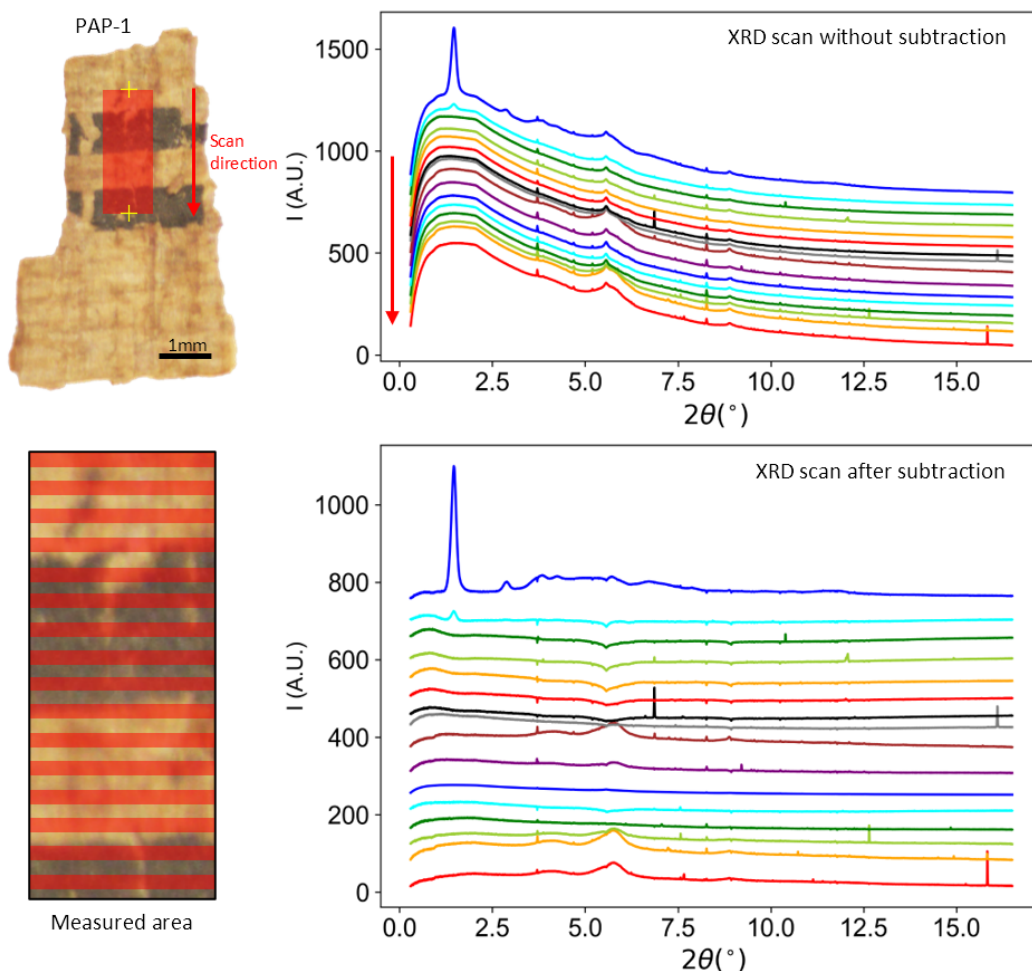 PAP-1
Scan
direction
1mm
XRD scan without subtraction
I (A.U.)
1500
1000
500
0
0.0 2.5 5.0 7.5 10.0 12.5 15.0
2θ(°)
Measured area
XRD scan after subtraction
I (A.U.)
1000
800
600
400
200
0
0.0 2.5 5.0 7.5 10.0 12.5 15.0
2θ(°)